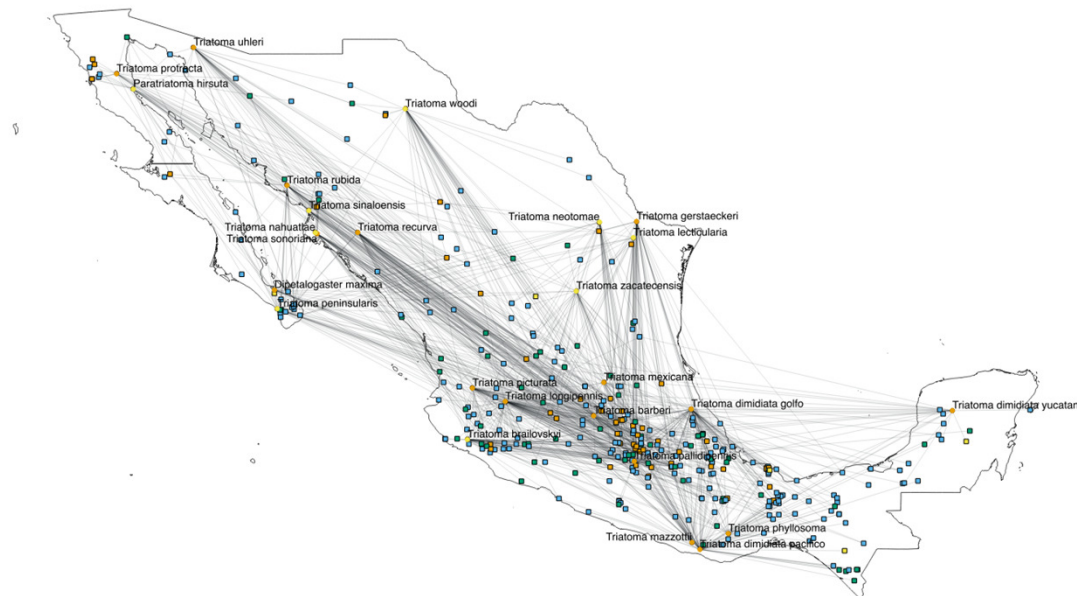 Triatoma uhleri
Triatoma protracta
Paratriatoma hirsuta
Triatoma woodi
Triatoma rubida
Triatoma sinaloensis
Triatoma nahuatlae
Triatoma sonoriana
Triatoma recurva
Triatoma neotomae
Triatoma gerstaeckeri
Triatoma lecticularia
Dipetalogaster maxima
Triatoma peninsularis
Triatoma zacatecensis
Triatoma mexicana
Triatoma picturata
Triatoma longipennis
Triatoma barberi
Triatoma dimidiata golfo
Triatoma dimidiata yucatan
Triatoma brailovskyi
Triatoma pallidipennis
Triatoma phyllosoma
Triatoma mazzottii
Triatoma dimidiata pacifico